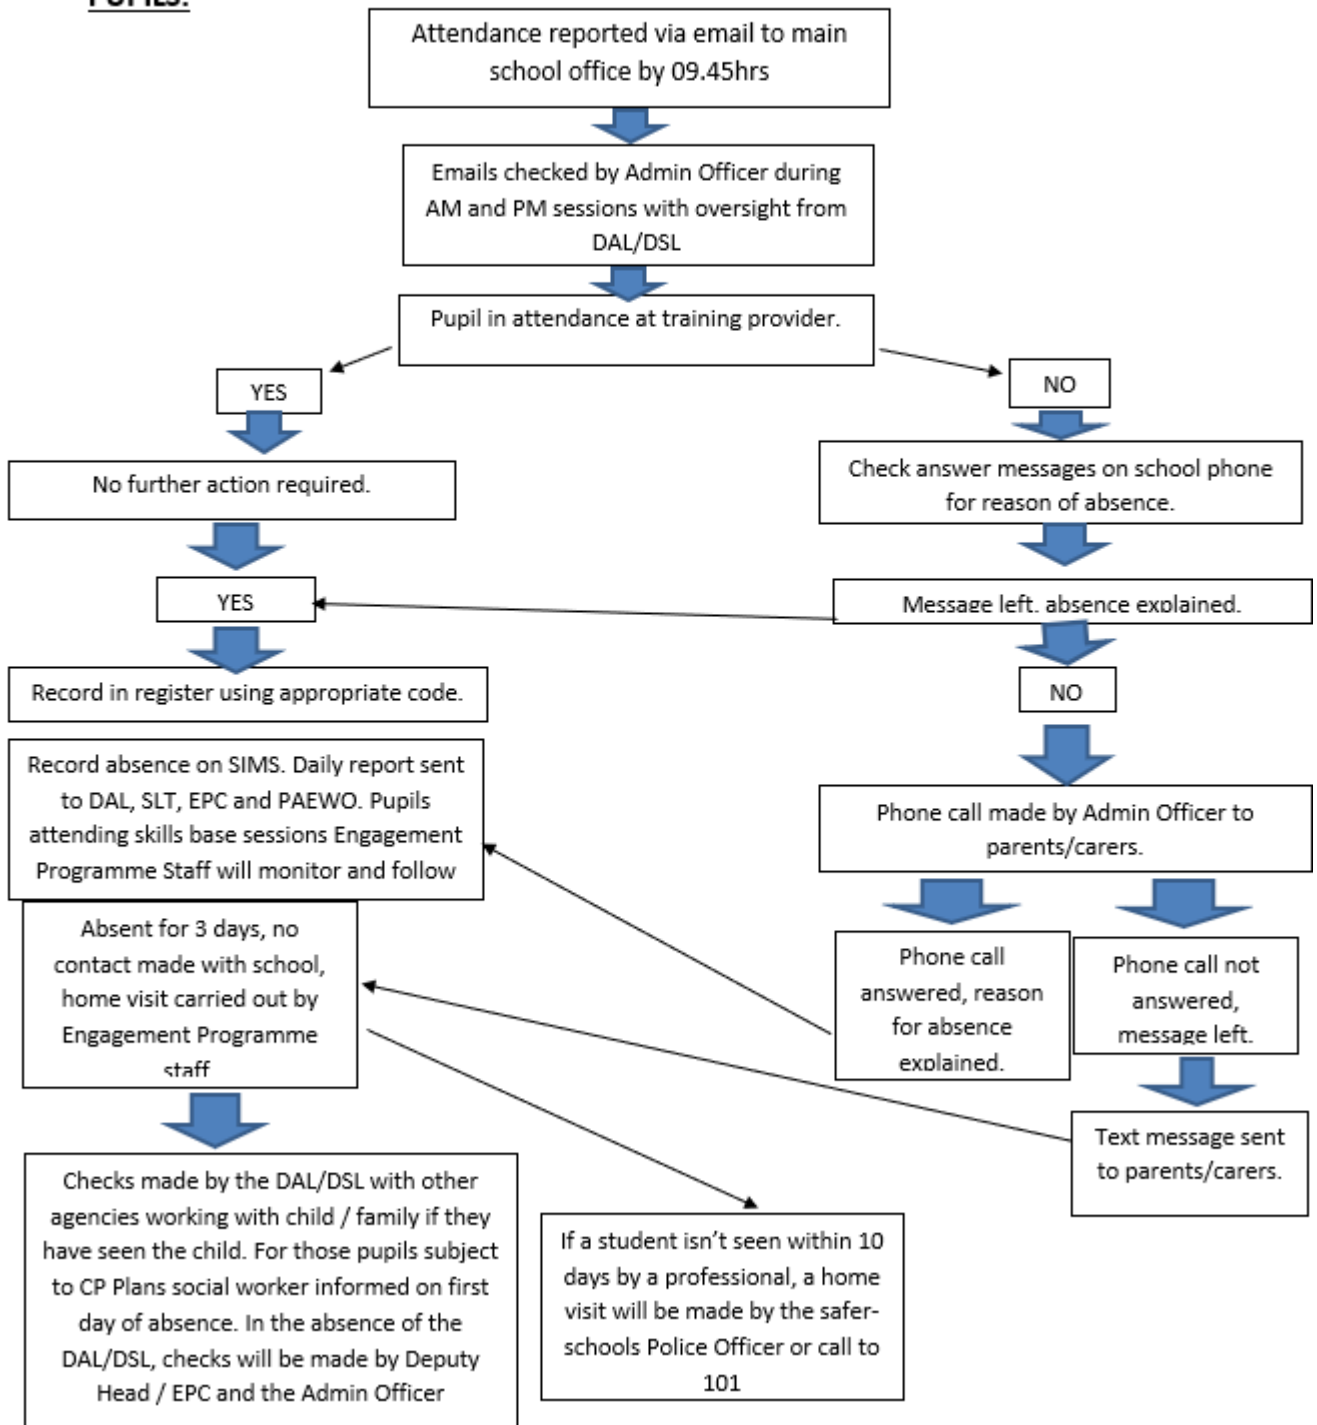 PUPILS:
Attendance reported via email to main
school office by 09.45hrs
Emails checked by Admin Officer during
AM and PM sessions with oversight from
DAL/DSL
Pupil in attendance at training provider.
YES
NO
No further action required.
Check answer messages on school phone
for reason of absence.
YES
Message left, absence explained.
Record in register using appropriate code.
NO
Record absence on SIMS. Daily report sent
to DAL, SLT, EPC and PAEWO. Pupils
attending skills base sessions Engagement
Programme Staff will monitor and follow
Phone call made by Admin Officer to
parents/carers.
Absent for 3 days, no
contact made with school,
home visit carried out by
Engagement Programme
staff
Phone call
answered, reason
for absence
explained.
Phone call not
answered,
message left.
Text message sent
to parents/carers.
Checks made by the DAL/DSL with other
agencies working with child / family if they
have seen the child. For those pupils subject
to CP Plans social worker informed on first
day of absence. In the absence of the
DAL/DSL, checks will be made by Deputy
Head / EPC and the Admin Officer
If a student isn’t seen within 10
days by a professional, a home
visit will be made by the safer-
schools Police Officer or call to
101